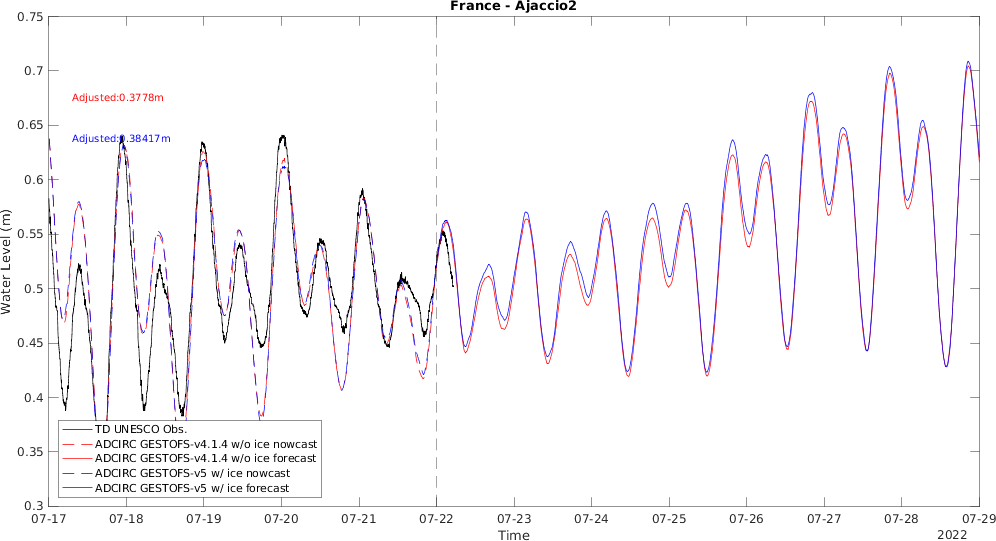 France - Ajaccio2
0.75
0.7
0.65
0.6
0.55
0.5
0.45
0.4
0.35
0.3
Water Level (m)
Adjusted:0.3778m
Adjusted:0.38417m
TD UNESCO Obs.
ADCIRC GESTOFS-v4.1.4 w/o ice nowcast
ADCIRC GESTOFS-v4.1.4 w/o ice forecast
ADCIRC GESTOFS-v5 w/ ice nowcast
ADCIRC GESTOFS-v5 w/ ice forecast
07-17 07-18 07-19 07-20 07-21 07-22 07-23 07-24 07-25 07-26 07-27 07-28 07-29
Time
2022